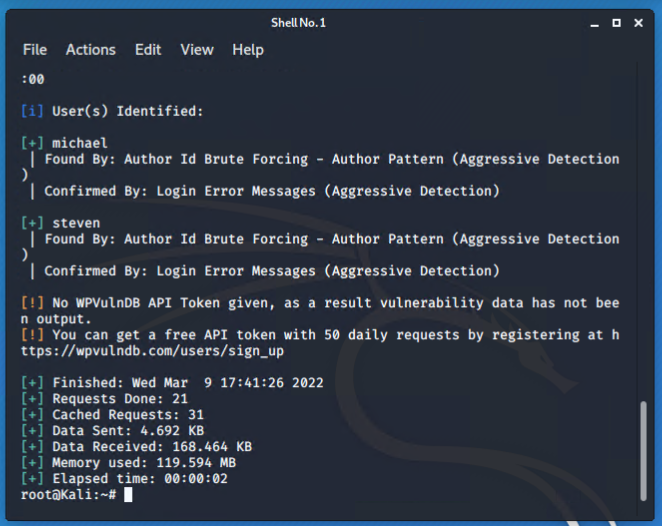 Shell No. 1
File Actions Edit View Help
:00
[i] User(s) Identified:
[+] michael
| Found By: Author Id Brute Forcing - Author Pattern (Aggressive Detection
)
| Confirmed By: Login Error Messages (Aggressive Detection)
[+] steven
| Found By: Author Id Brute Forcing - Author Pattern (Aggressive Detection
)
| Confirmed By: Login Error Messages (Aggressive Detection)
[!] No WPVulnDB API Token given, as a result vulnerability data has not bee
n output.
[!] You can get a free API token with 50 daily requests by registering at h
ttps://wpvulndb.com/users/sign_up
[+] Finished: Wed Mar  9 17:41:26 2022
[+] Requests Done: 21
[+] Cached Requests: 31
[+] Data Sent: 4.692 KB
[+] Data Received: 168.464 KB
[+] Memory used: 119.594 MB
[+] Elapsed time: 00:00:02
root@Kali:~#